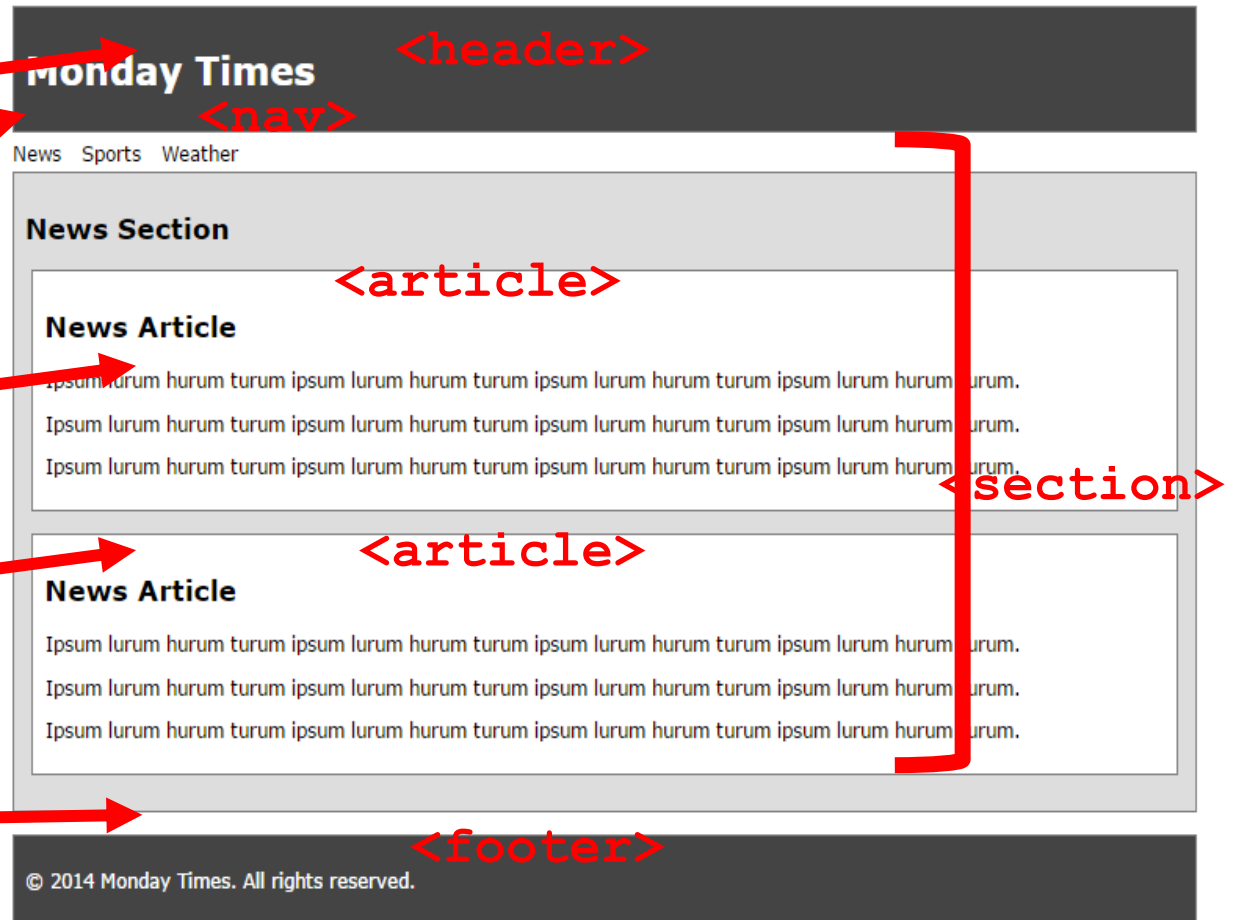 <header>
Monday Times
<nav>
News Sports Weather
News Section
<article>
News Article
Ipsum lurum hurum turum ipsum lurum hurum turum ipsum lurum hurum turum ipsum lurum hurum turum.
Ipsum lurum hurum turum ipsum lurum hurum turum ipsum lurum hurum turum ipsum lurum hurum turum.
Ipsum lurum hurum turum ipsum lurum hurum turum ipsum lurum hurum turum ipsum lurum hurum turum.
<section>
<article>
News Article
Ipsum lurum hurum turum ipsum lurum hurum turum ipsum lurum hurum turum ipsum lurum hurum turum.
Ipsum lurum hurum turum ipsum lurum hurum turum ipsum lurum hurum turum ipsum lurum hurum turum.
Ipsum lurum hurum turum ipsum lurum hurum turum ipsum lurum hurum turum ipsum lurum hurum turum.
<footer>
© 2014 Monday Times. All rights reserved.